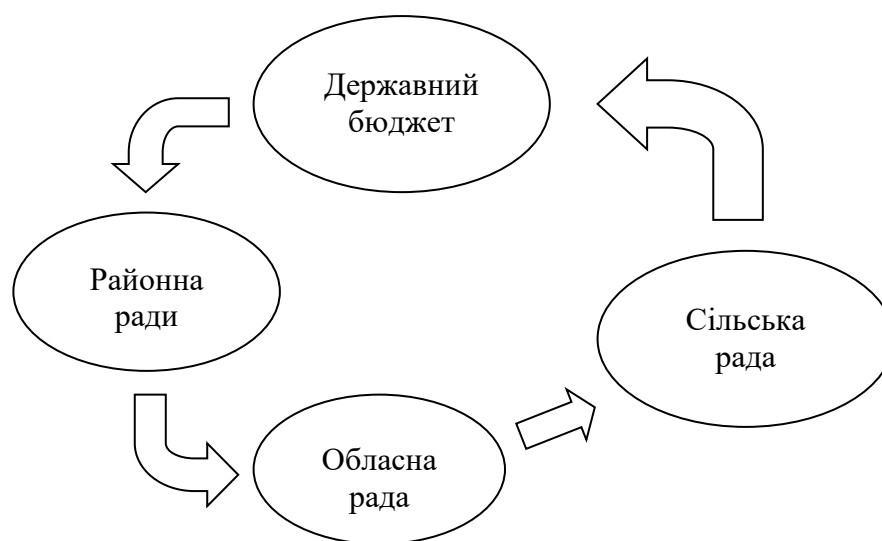 Державний
бюджет
Районна
ради
Сільська
рада
Обласна
рада